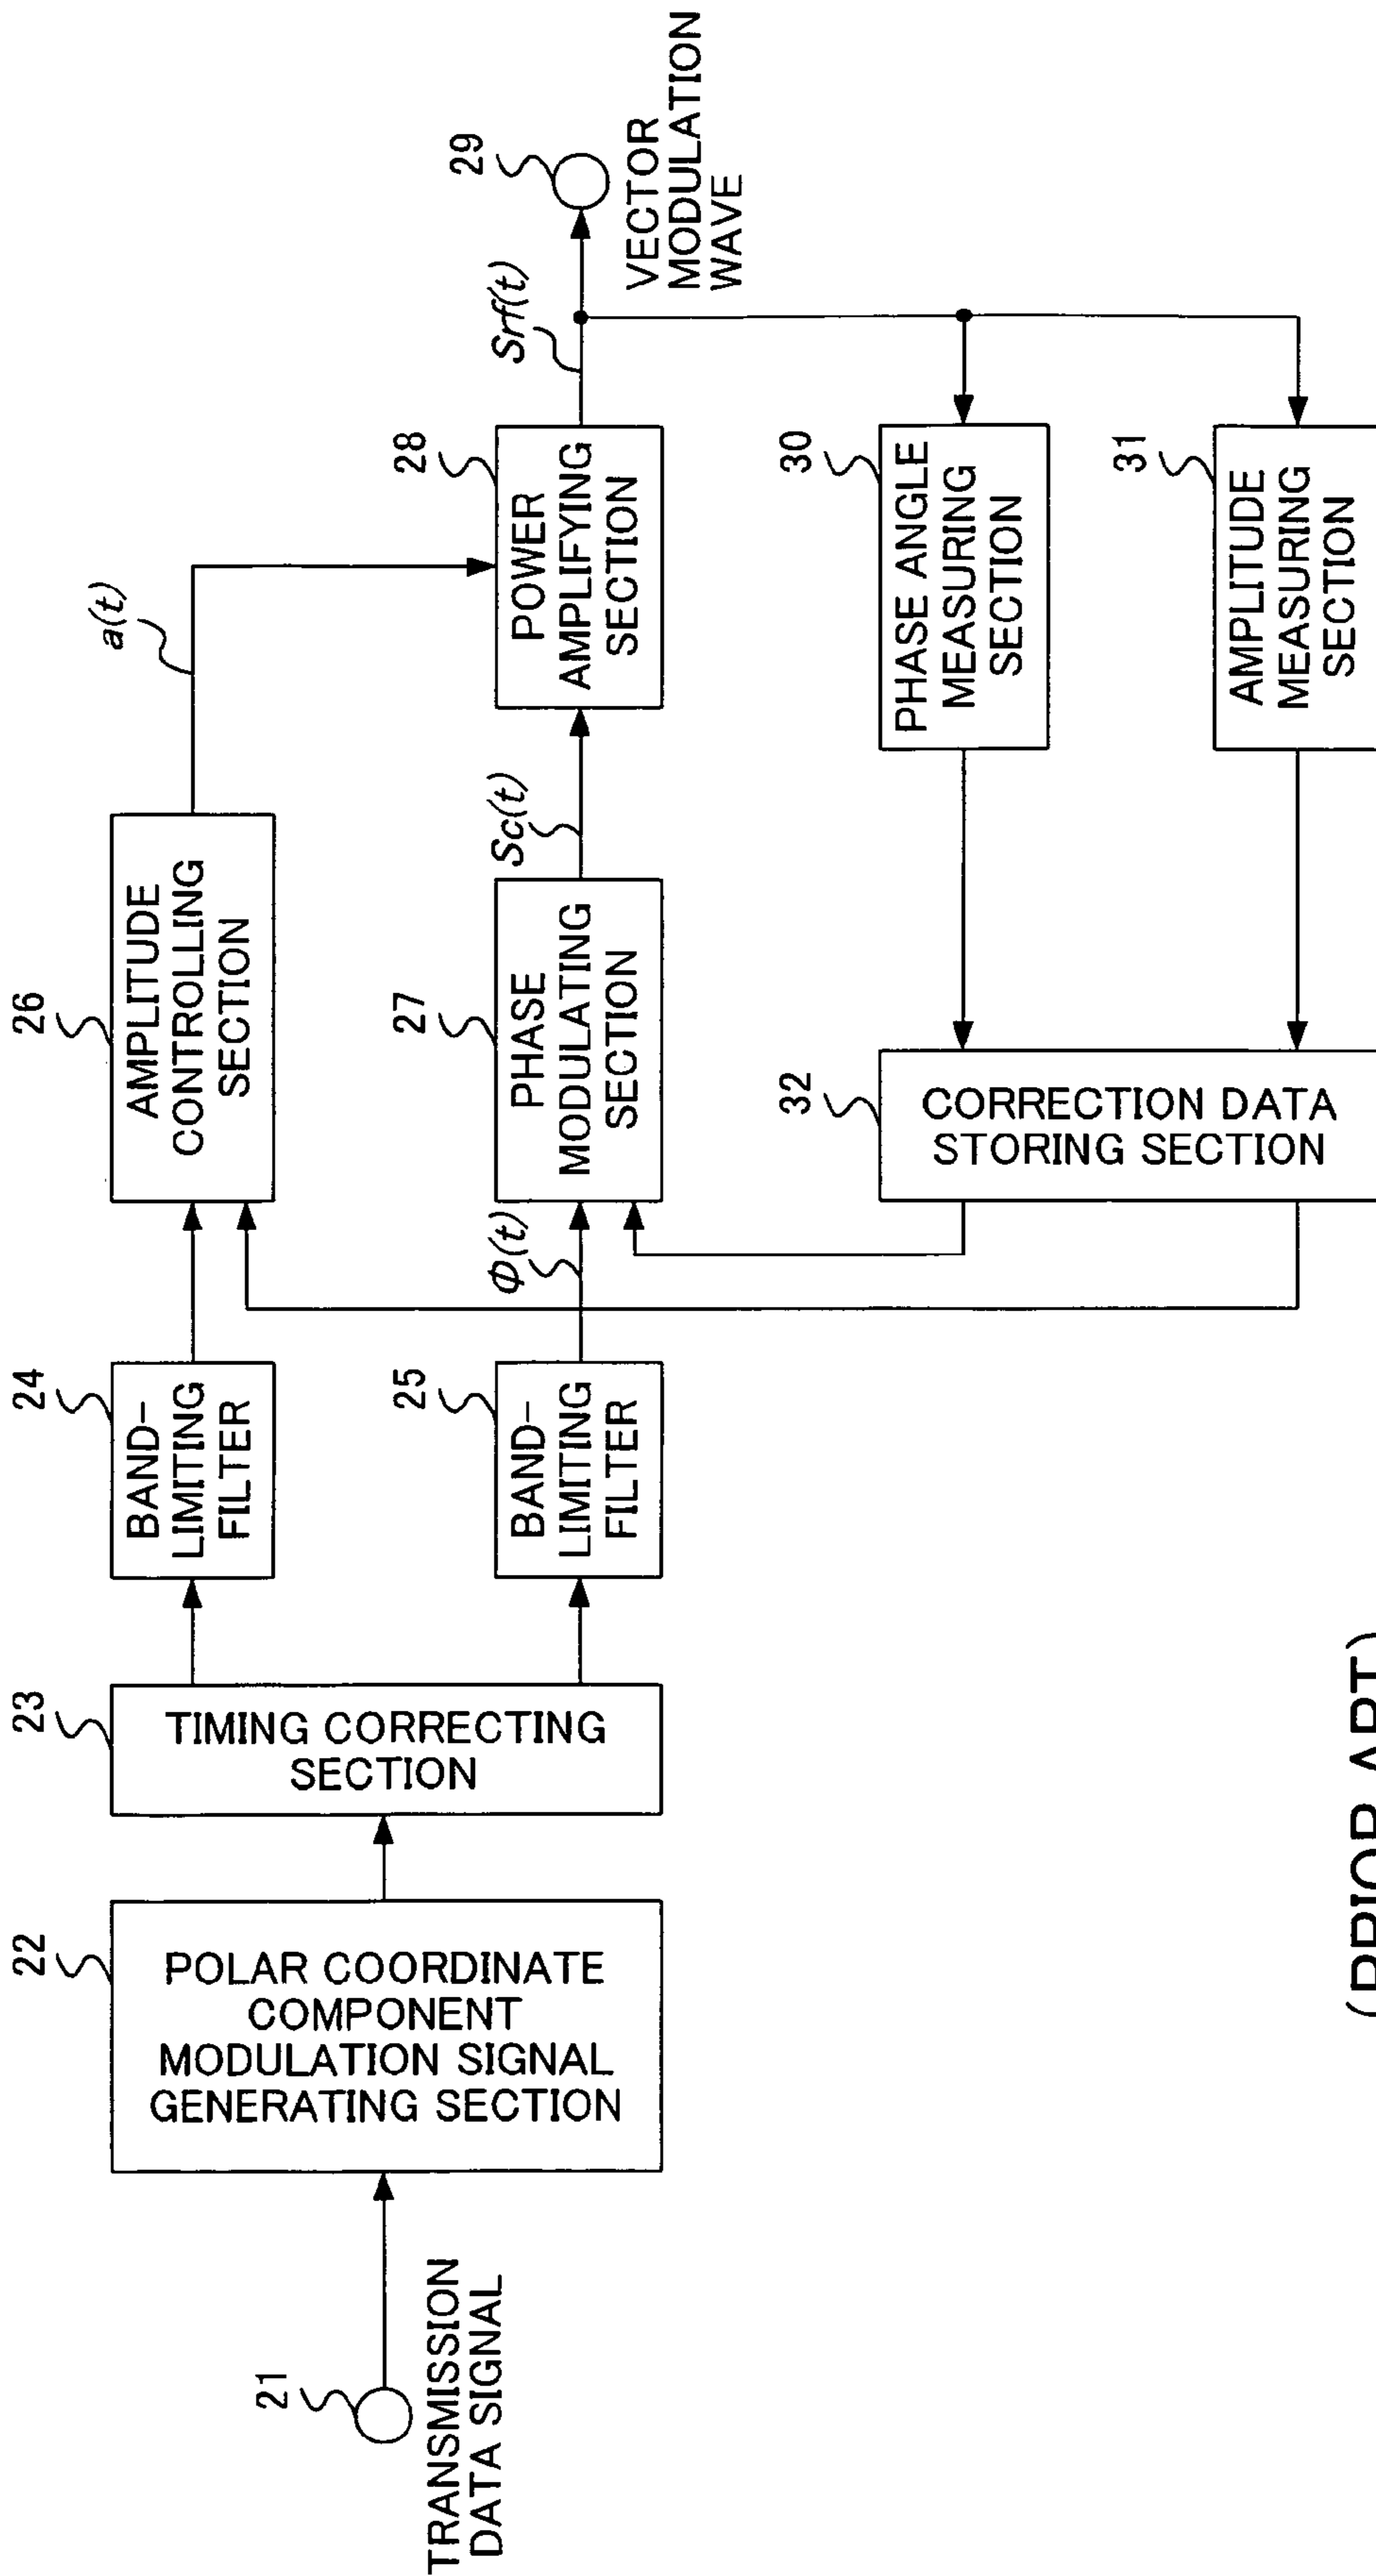 21
TRANSMISSION
DATA SIGNAL
22
POLAR COORDINATE
COMPONENT
MODULATION SIGNAL
GENERATING SECTION
23
TIMING CORRECTING
SECTION
24
BAND-
LIMITING
FILTER
25
BAND-
LIMITING
FILTER
Φ(t)
26
AMPLITUDE
CONTROLLING
SECTION
a(t)
27
PHASE
MODULATING
SECTION
Sc(t)
28
POWER
AMPLIFYING
SECTION
Srf(t)
29
VECTOR
MODULATION
WAVE
30
PHASE ANGLE
MEASURING
SECTION
31
AMPLITUDE
MEASURING
SECTION
32
CORRECTION DATA
STORING SECTION
(PRIOR ART)